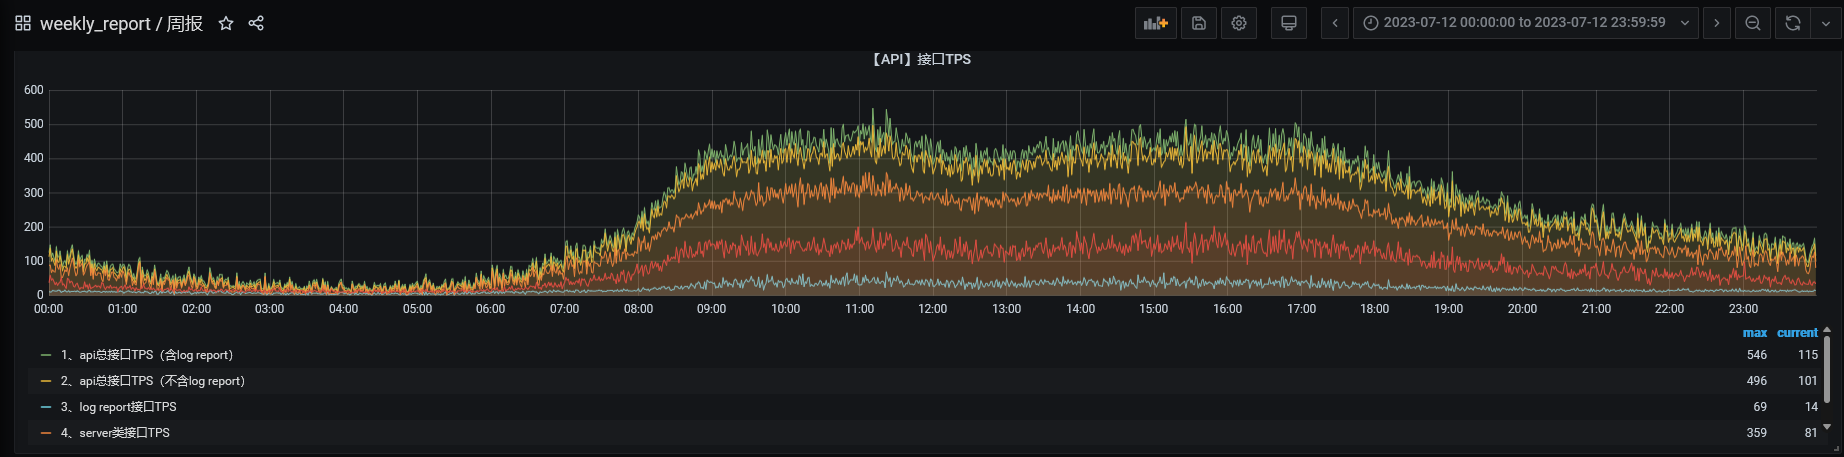 weekly_report / 周报
2023-07-12 00:00:00 to 2023-07-12 23:59:59
【API】接口TPS
600
500
400
300
200
100
0
00:00 01:00 02:00 03:00 04:00 05:00 06:00 07:00 08:00 09:00 10:00 11:00 12:00 13:00 14:00 15:00 16:00 17:00 18:00 19:00 20:00 21:00 22:00 23:00
max current
1、api总接口TPS（含log report） 546 115
2、api总接口TPS（不含log report） 496 101
3、log report接口TPS 69 14
4、server类接口TPS 359 81